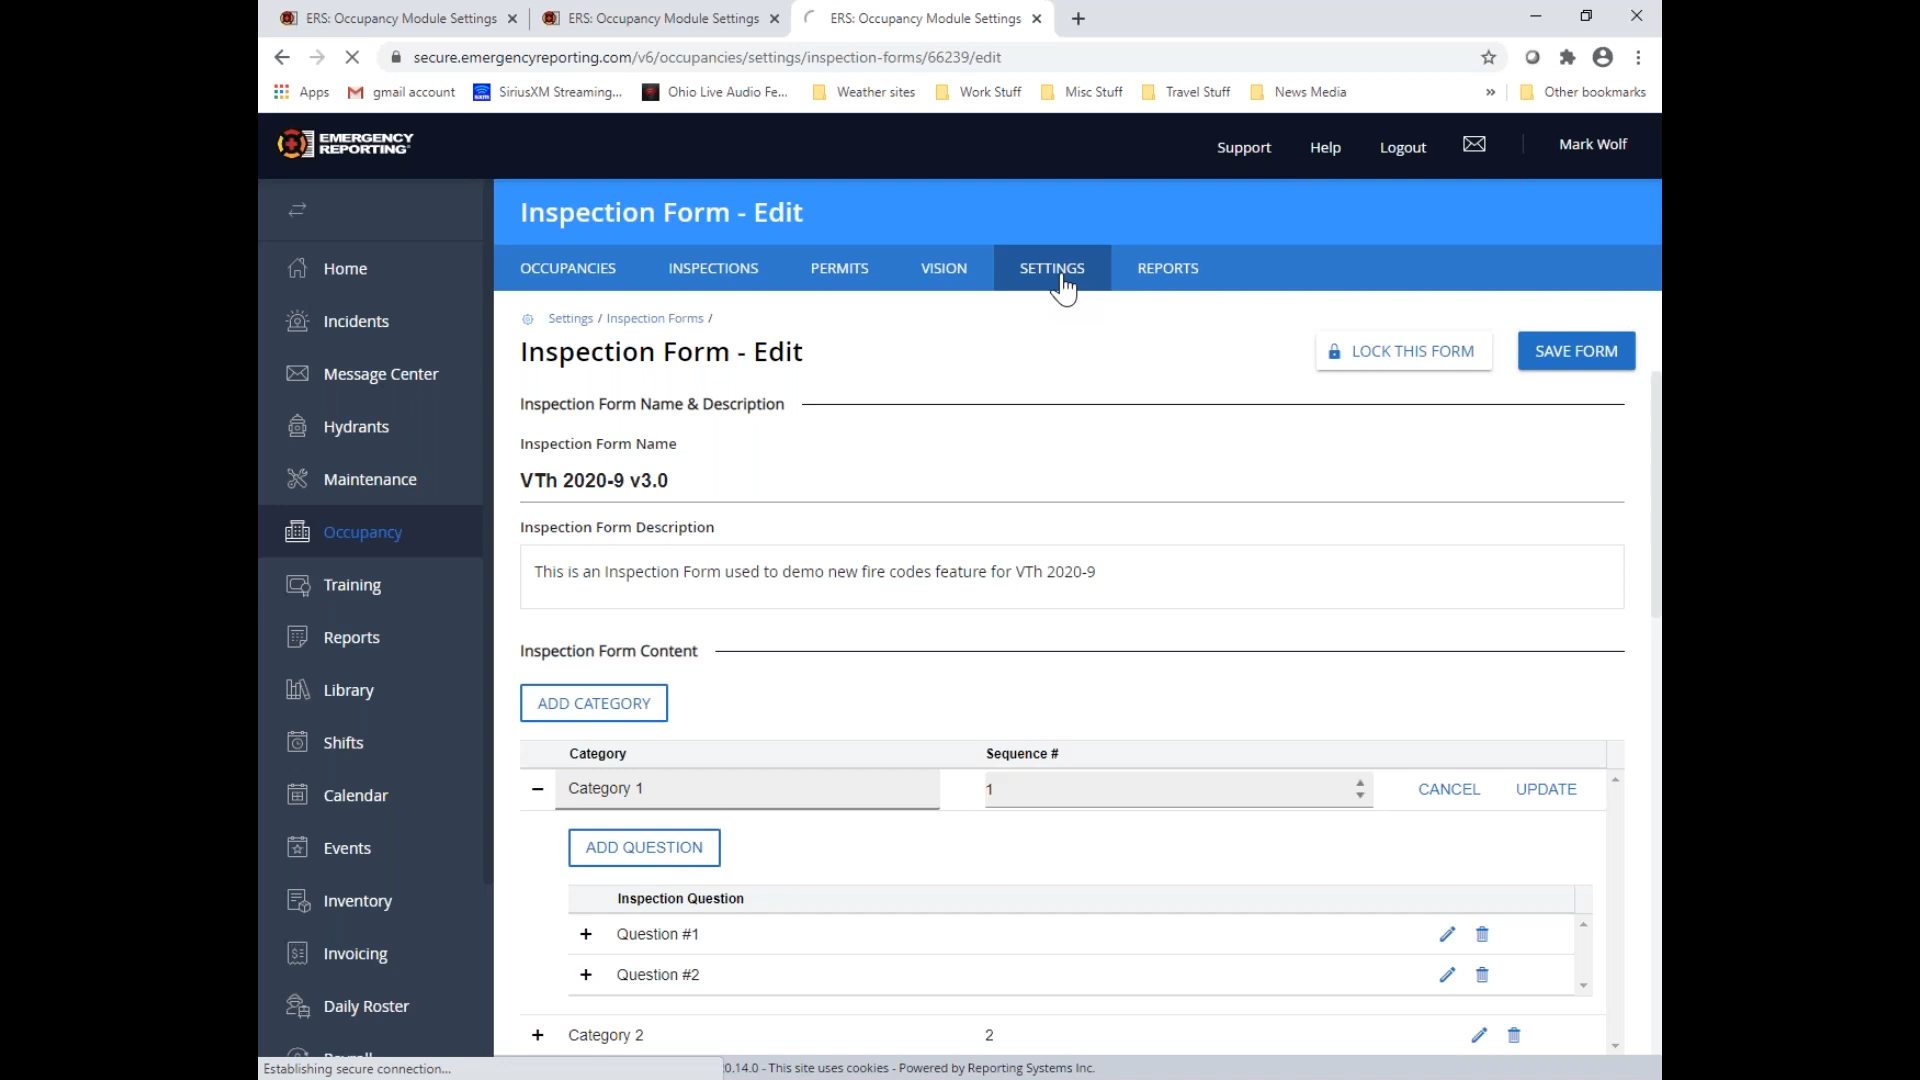 ERS: Occupancy Module Settings
ERS: Occupancy Module Settings
ERS: Occupancy Module Settings
secure.emergencyreporting.com/v6/occupancies/settings/inspection-forms/66239/edit
Apps
gmail account
SiriusXM Streaming...
Ohio Live Audio Fe...
Weather sites
Work Stuff
Misc Stuff
Travel Stuff
News Media
»
Other bookmarks
EMERGENCY
REPORTING
Support
Help
Logout
Mark Wolf
Inspection Form - Edit
OCCUPANCIES
INSPECTIONS
PERMITS
VISION
SETTINGS
REPORTS
Home
Incidents
Message Center
Hydrants
Maintenance
Occupancy
Training
Reports
Library
Shifts
Calendar
Events
Inventory
Invoicing
Daily Roster
Settings / Inspection Forms /
Inspection Form - Edit
LOCK THIS FORM
SAVE FORM
Inspection Form Name & Description
Inspection Form Name
VTh 2020-9 v3.0
Inspection Form Description
This is an Inspection Form used to demo new fire codes feature for VTh 2020-9
Inspection Form Content
ADD CATEGORY
Category
Sequence #
Category 1
1
CANCEL
UPDATE
ADD QUESTION
Inspection Question
Question #1
Question #2
Category 2
2
Establishing secure connection...
0.14.0 - This site uses cookies - Powered by Reporting Systems Inc.